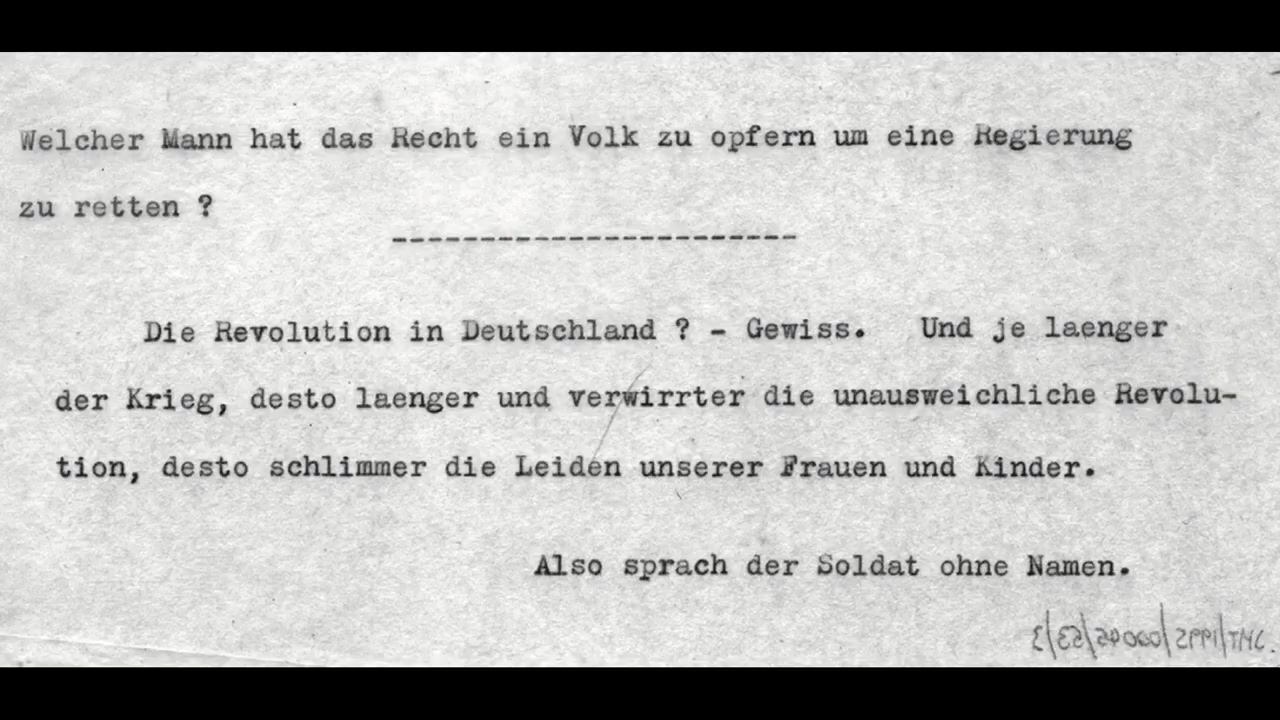 Welcher Mann hat das Recht ein Volk zu opfern um eine Regierung
zu retten ?
-----------------------
Die Revolution in Deutschland ? - Gewiss. Und je laenger
der Krieg, desto laenger und verwirrter die unausweichliche Revolu-
tion, desto schlimmer die Leiden unserer Frauen und Kinder.
Also sprach der Soldat ohne Namen.